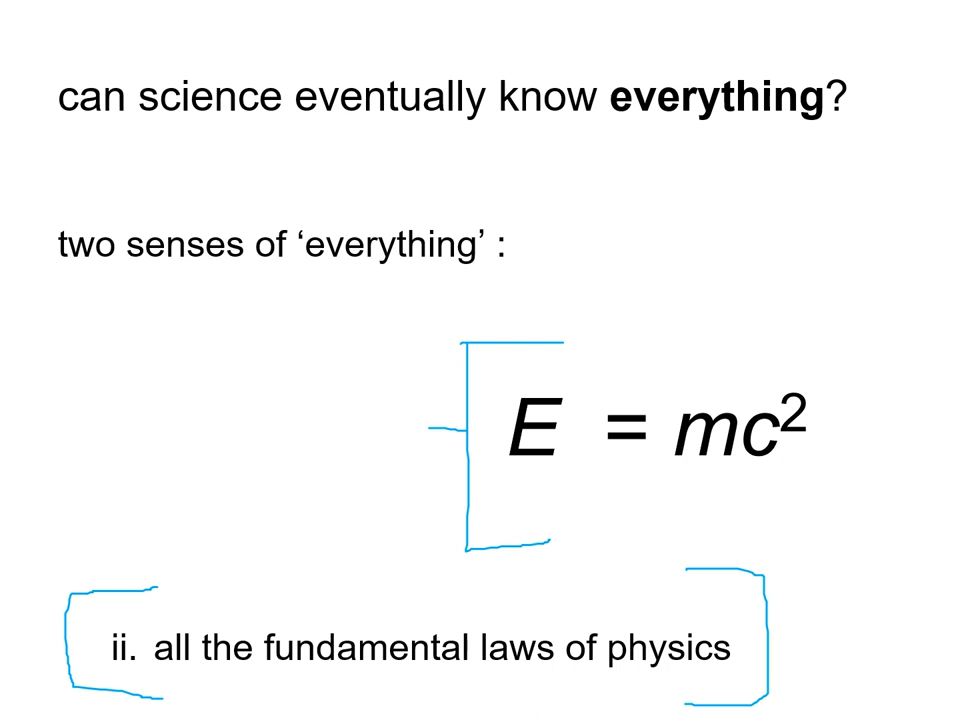 can science eventually know everything?
two senses of ‘everything’ :
E = mc²
ii. all the fundamental laws of physics